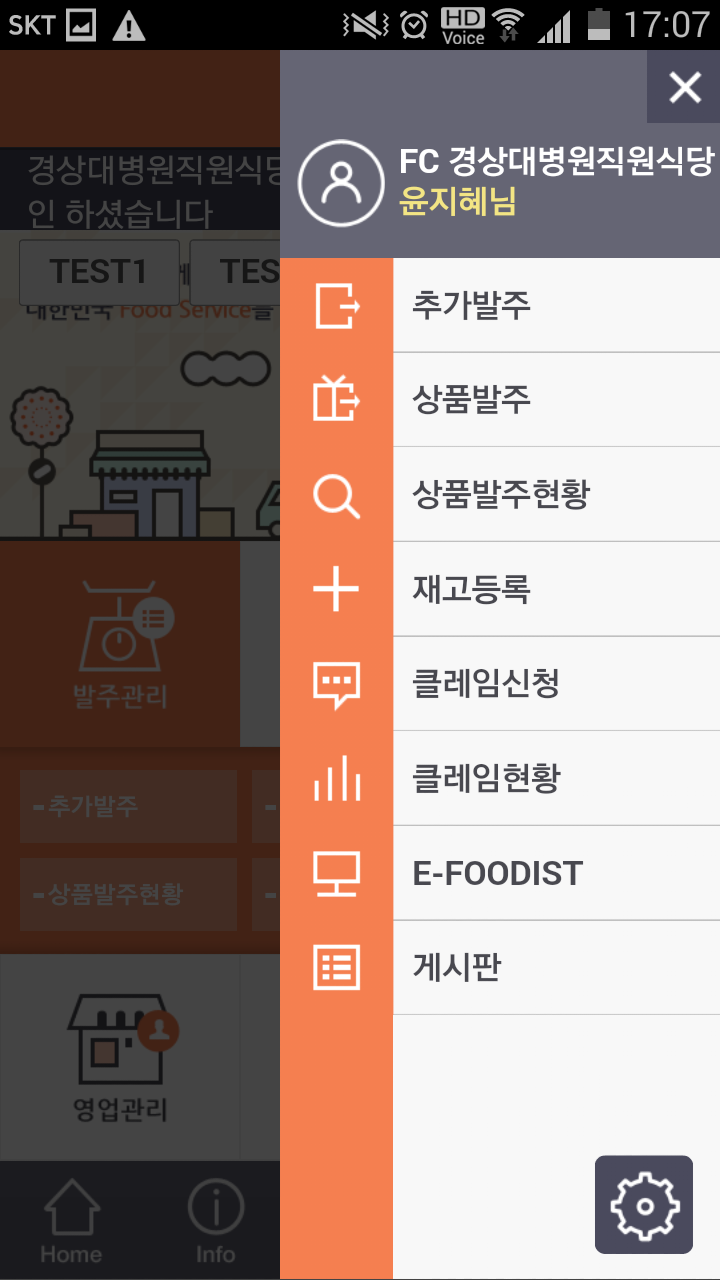 SKT HD Voice 17:07
FC 경상대병원직원식당
윤지혜님
추가발주
상품발주
상품발주현황
재고등록
클레임신청
클레임현황
E-FOODIST
게시판
경상대병원직원식당
인 하셨습니다
TEST1 TES
대한민국 Food Service를
발주관리
-추가발주 -
-상품발주현황 -
영업관리
Home Info